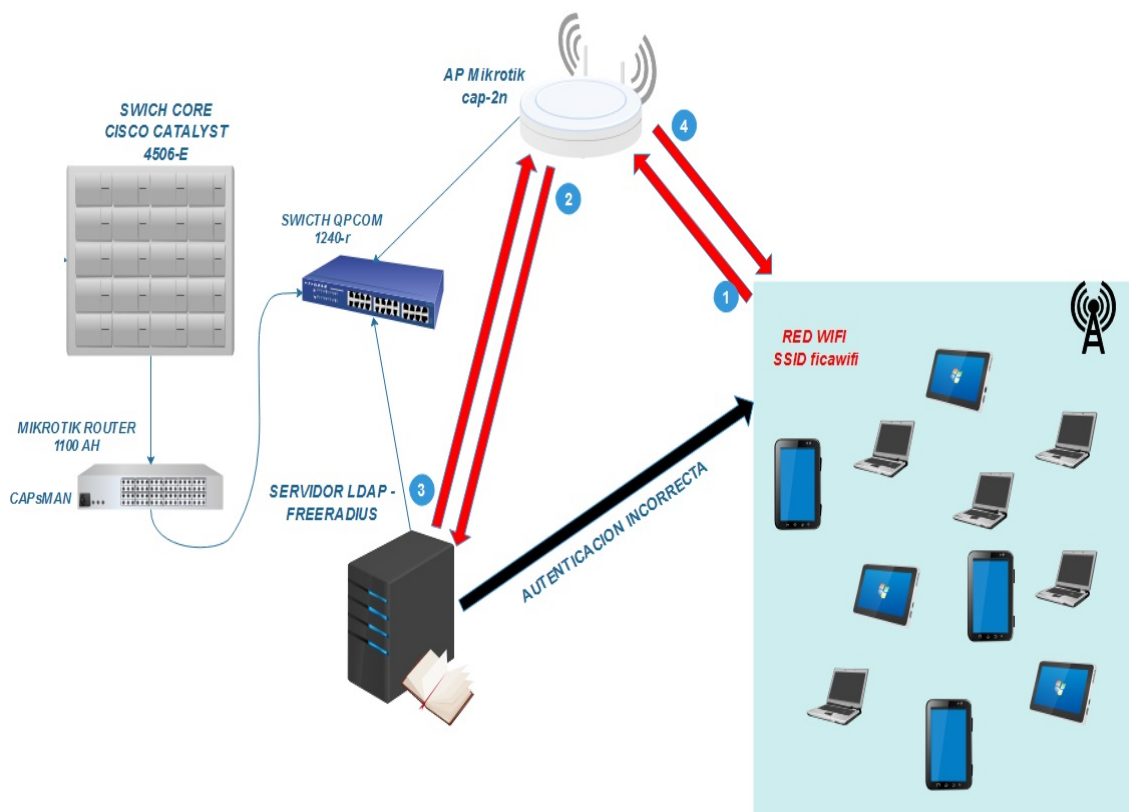 AP Mikrotik
cap-2n
4
SWICH CORE
CISCO CATALYST
4506-E
2
SWICTH QPCOM
1240-r
1
RED WIFI
SSID ficawifi
MIKROTIK ROUTER
1100 AH
CAPsMAN
SERVIDOR LDAP -
FREERADIUS
3
AUTENTICACION INCORRECTA